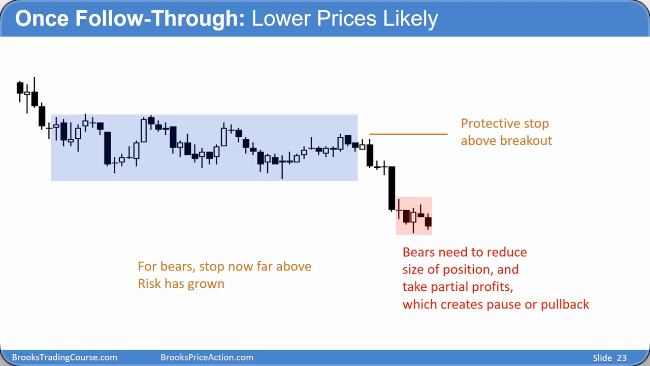 Once Follow-Through: Lower Prices Likely
Protective stop
above breakout
For bears, stop now far above
Risk has grown
Bears need to reduce
size of position, and
take partial profits,
which creates pause or pullback
BrooksTradingCourse.com
BrooksPriceAction.com
Slide 23